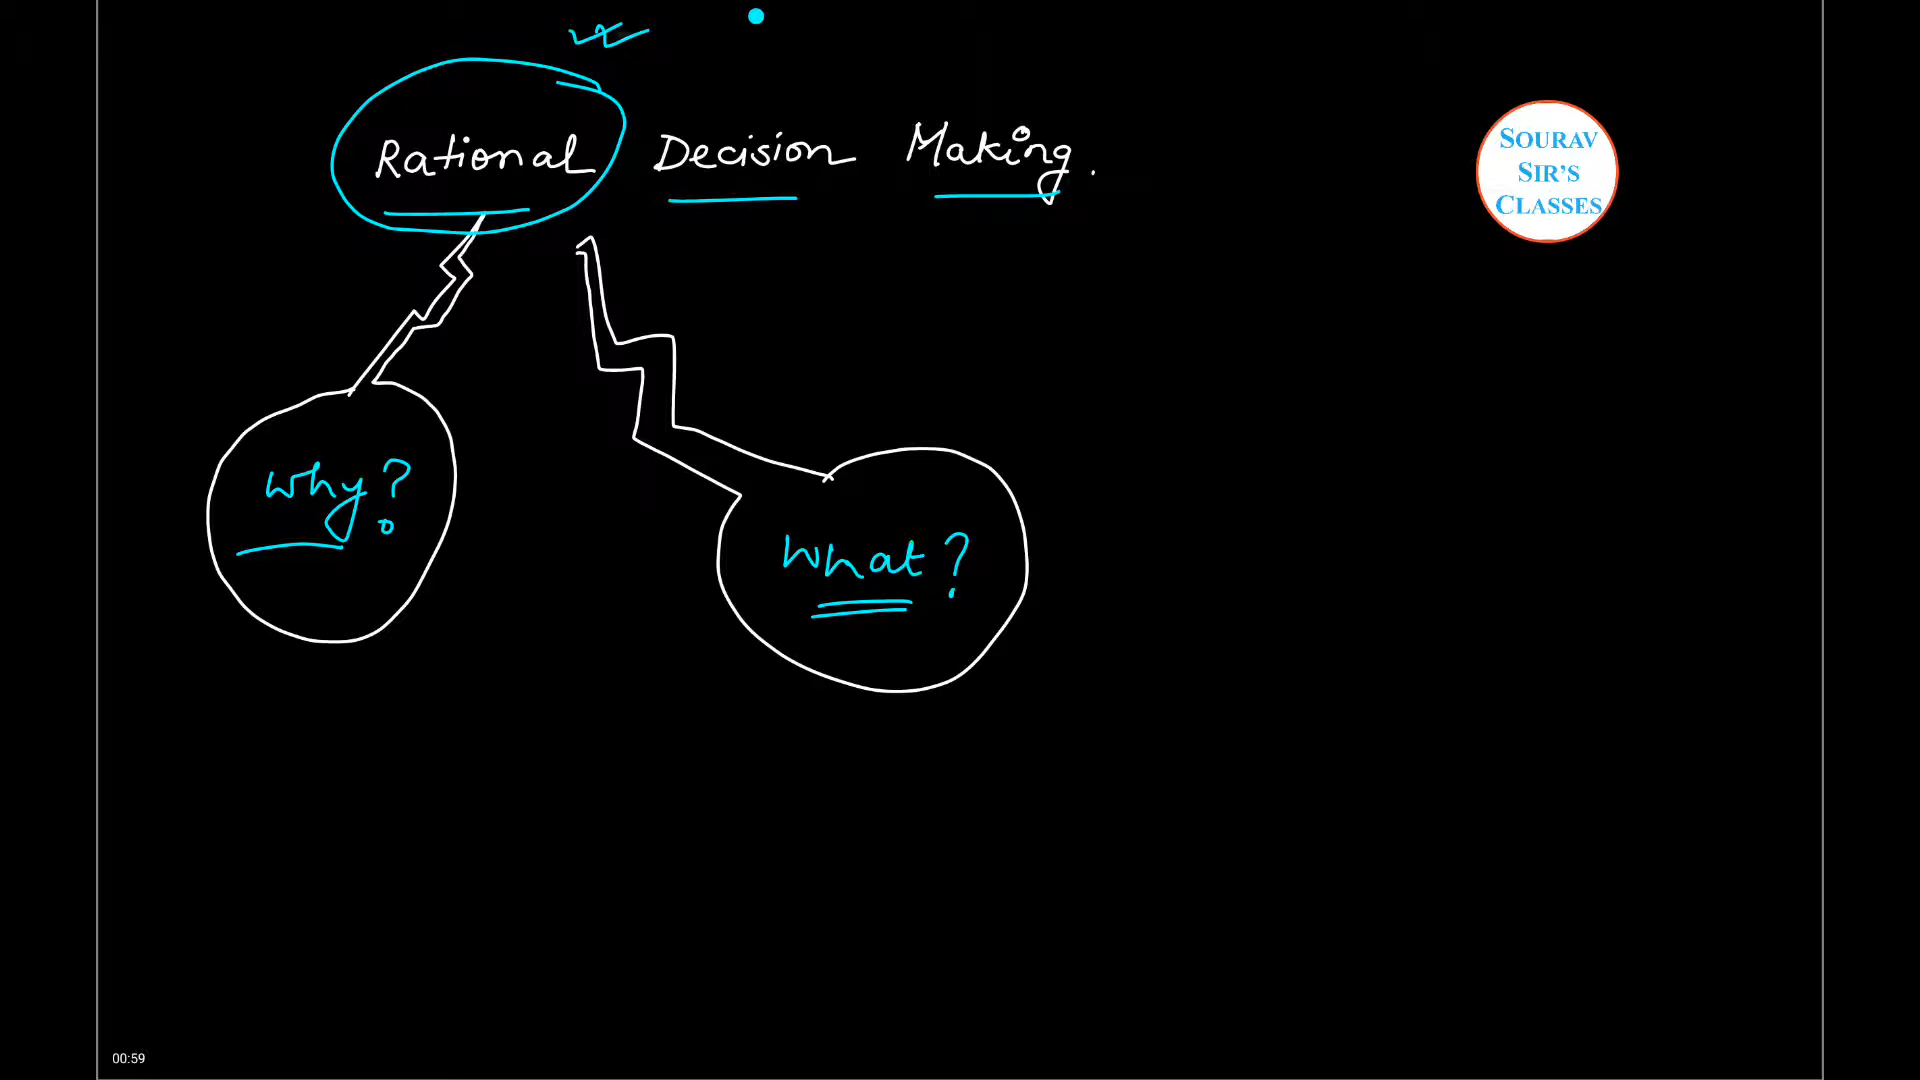 Rational Decision Making.
SOURAV
SIR'S
CLASSES
Why?
What?
00:59